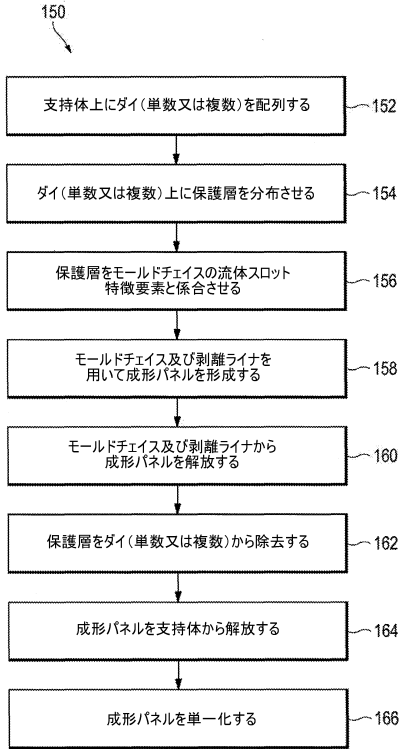 150
支持体上にダイ(単数又は複数)を配列する
152
ダイ(単数又は複数)上に保護層を分布させる
154
保護層をモールドチェイスの流体スロット
特徴要素と係合させる
156
モールドチェイス及び剥離ライナを
用いて成形パネルを形成する
158
モールドチェイス及び剥離ライナから
成形パネルを解放する
160
保護層をダイ(単数又は複数)から除去する
162
成形パネルを支持体から解放する
164
成形パネルを単一化する
166